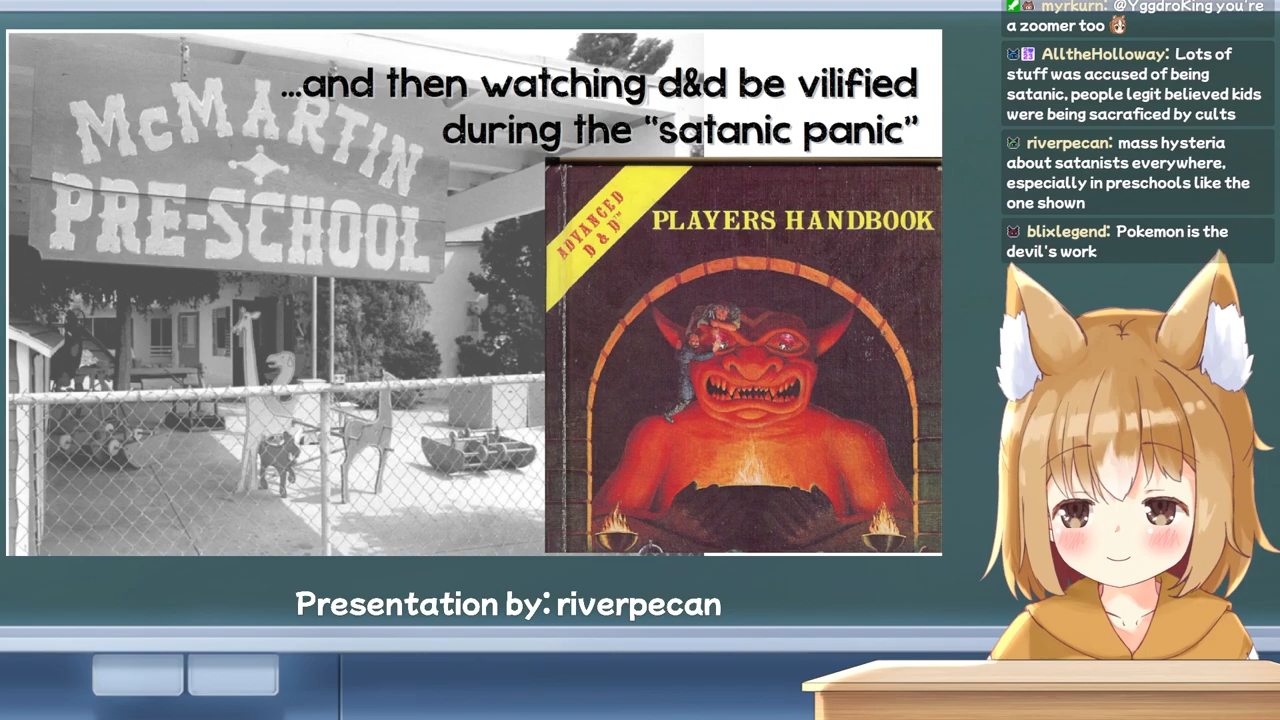 ...and then watching d&d be vilified
during the “satanic panic”
McMARTIN
PRE-SCHOOL
ADVANCED
D & D™
PLAYERS HANDBOOK
Presentation by: riverpecan
myrkurn: @YggdroKing you're
a zoomer too
AlltheHolloway: Lots of
stuff was accused of being
satanic, people legit believed kids
were being sacraficed by cults
riverpecan: mass hysteria
about satanists everywhere,
especially in preschools like the
one shown
blixlegend: Pokemon is the
devil's work